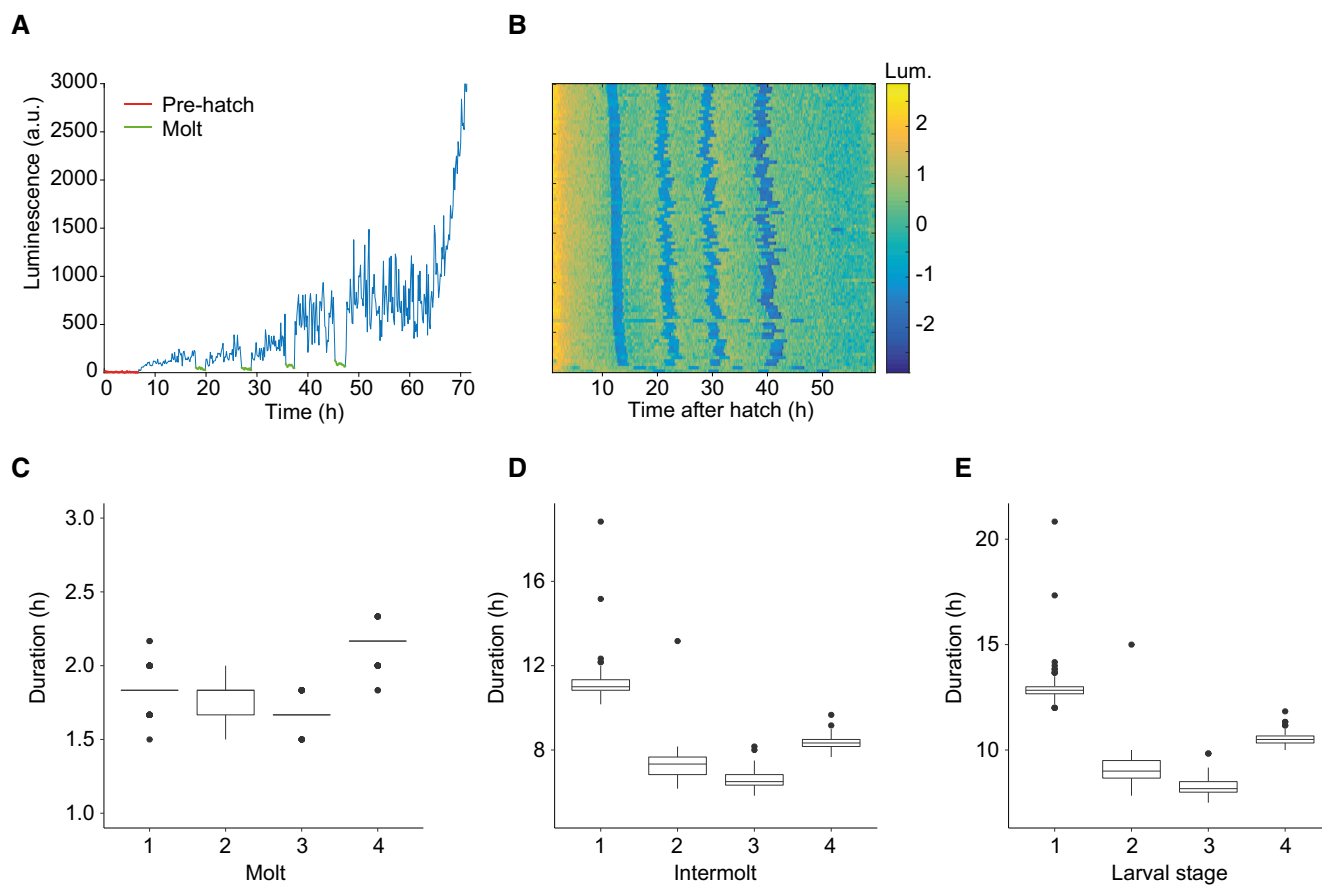 A
3000
2500
2000
1500
1000
500
0
Luminescence (a.u.)
Pre-hatch
Molt
0 10 20 30 40 50 60 70
Time (h)
B
Lum.
2
1
0
-1
-2
10 20 30 40 50
Time after hatch (h)
C
3.0
2.5
2.0
1.5
1.0
Duration (h)
1 2 3 4
Molt
D
16
12
8
Duration (h)
1 2 3 4
Intermolt
E
20
15
10
Duration (h)
1 2 3 4
Larval stage